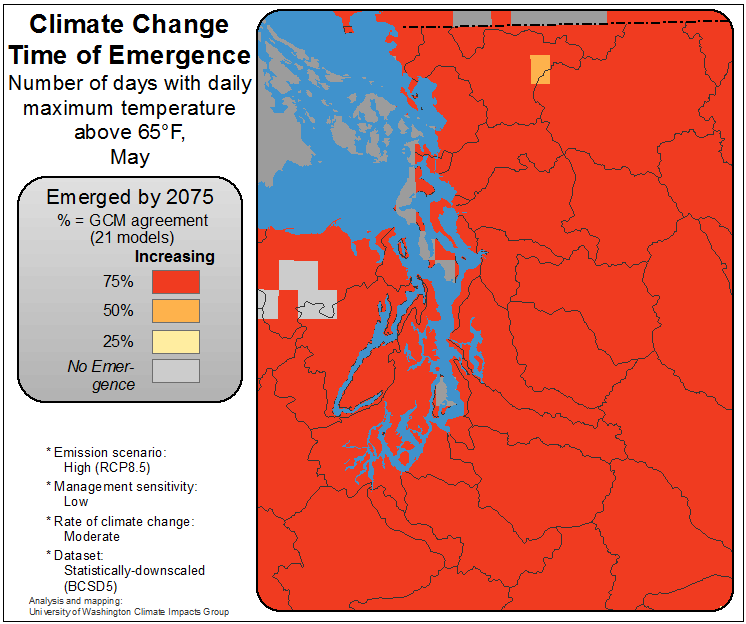 Climate Change
Time of Emergence
Number of days with daily
maximum temperature
above 65°F,
May
Emerged by 2075
% = GCM agreement
(21 models)
Increasing
75%
50%
25%
No Emer-
gence
* Emission scenario:
High (RCP8.5)
* Management sensitivity:
Low
* Rate of climate change:
Moderate
* Dataset:
Statistically-downscaled
(BCSD5)
Analysis and mapping:
University of Washington Climate Impacts Group